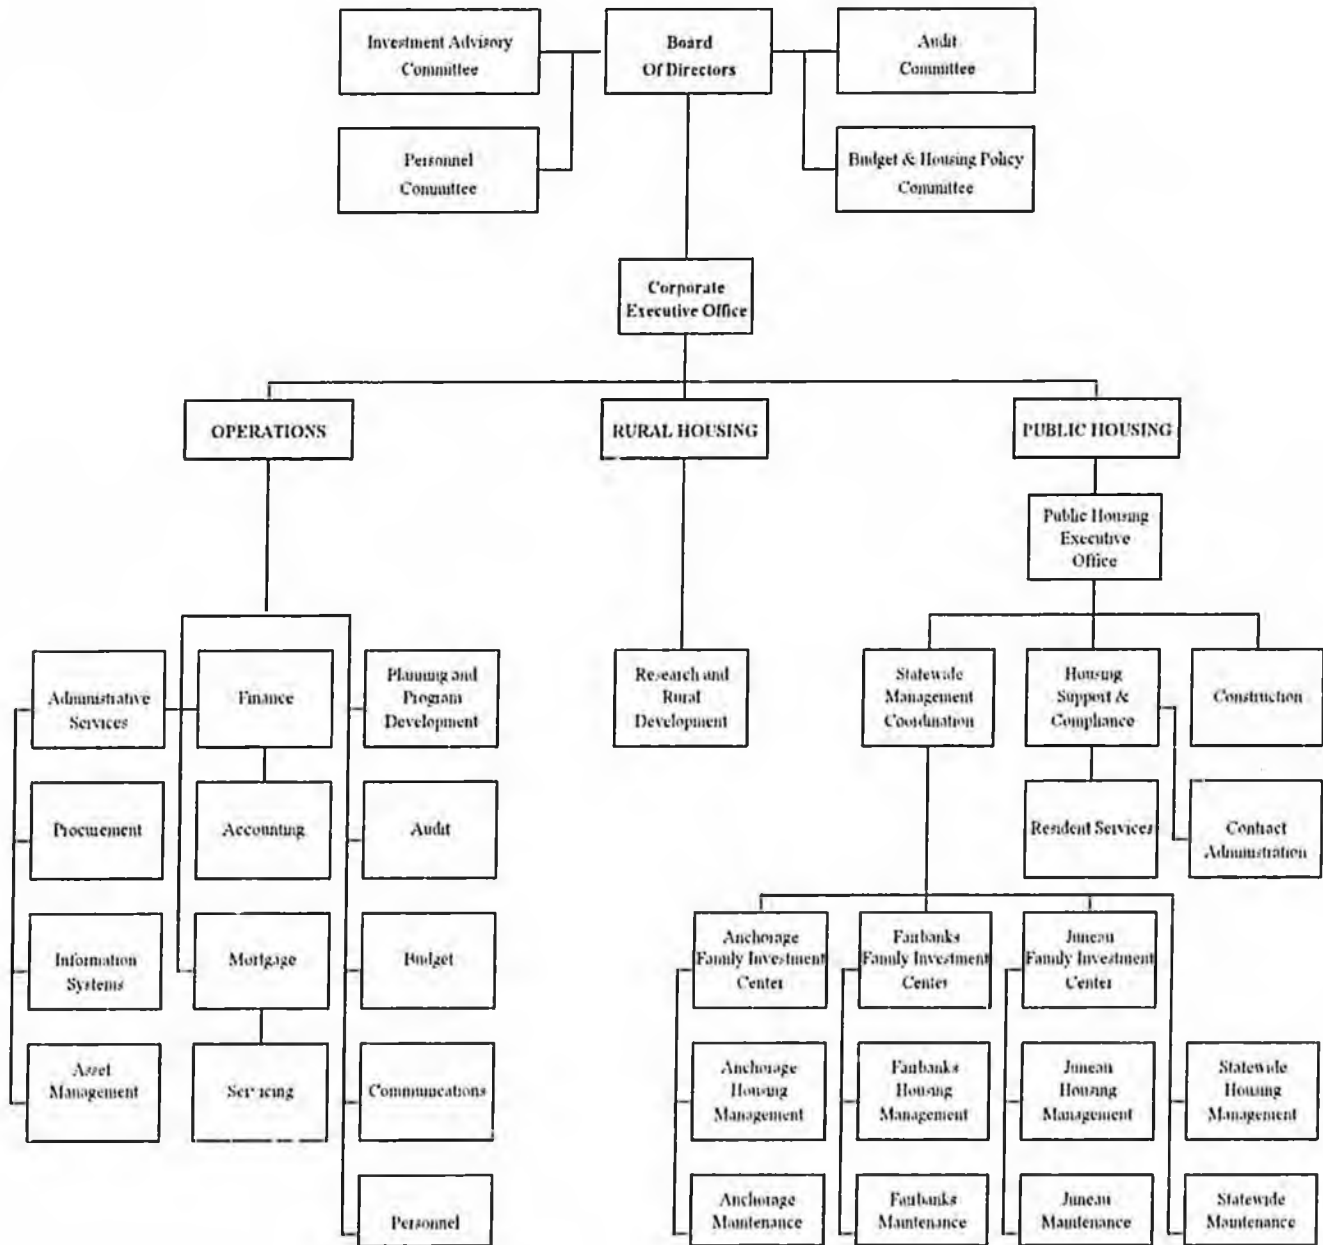 Investment Advisory
Committee
Board
Of Directors
Audit
Committee
Personnel
Committee
Budget & Housing Policy
Committee
Corporate
Executive Office
OPERATIONS
RURAL HOUSING
PUBLIC HOUSING
Public Housing
Executive
Office
Administrative
Services
Finance
Planning and
Program
Development
Research and
Rural
Development
Statewide
Management
Coordination
Housing
Support &
Compliance
Construction
Procurement
Accounting
Audit
Resident Services
Contract
Administration
Information
Systems
Mortgage
Budget
Anchorage
Family Investment
Center
Fairbanks
Family Investment
Center
Juneau
Family Investment
Center
Asset
Management
Servicing
Communications
Anchorage
Housing
Management
Fairbanks
Housing
Management
Juneau
Housing
Management
Statewide
Housing
Management
Personnel
Anchorage
Maintenance
Fairbanks
Maintenance
Juneau
Maintenance
Statewide
Maintenance